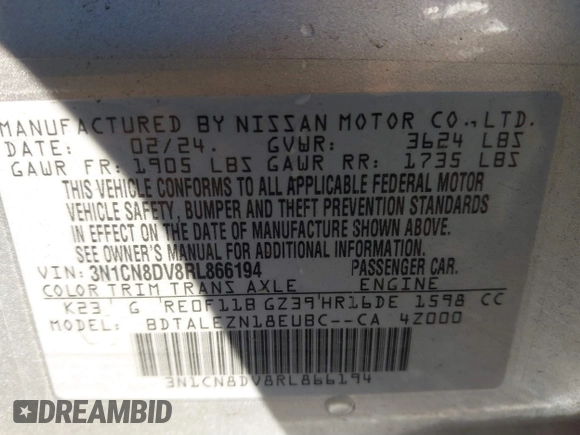 MANUFACTURED BY NISSAN MOTOR CO., LTD.
DATE: 02/24. GVWR: 3624 LBS
GAWR FR: 1905 LBS GAWR RR: 1735 LBS
THIS VEHICLE CONFORMS TO ALL APPLICABLE FEDERAL MOTOR
VEHICLE SAFETY, BUMPER AND THEFT PREVENTION STANDARDS
IN EFFECT ON THE DATE OF MANUFACTURE SHOWN ABOVE.
SEE OWNER'S MANUAL FOR ADDITIONAL INFORMATION.
VIN: 3N1CN8DV8RL866194 PASSENGER CAR.
COLOR TRIM TRANS AXLE ENGINE
K23 G RE0F11B GZ39 HR16DE 1598 CC
MODEL: BDTALEZN18EUBC--CA 4Z000
3N1CN8DV8RL866194
DREAMBID